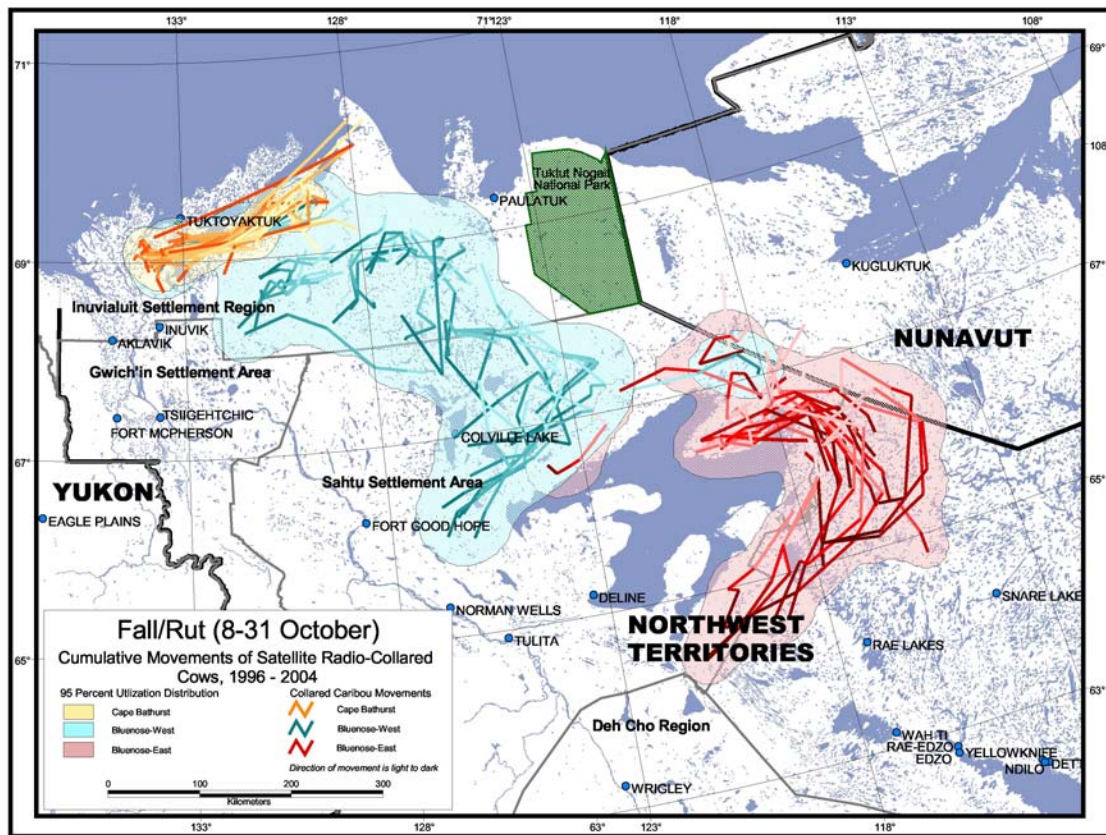 133°
128°
71°123°
118°
113°
108°
71°
69°
69°
108°
Tuktut Nogait
National Park
PAULATUK
TUKTOYAKTUK
KUGLUKTUK
67°
Inuvialuit Settlement Region
INUVIK
AKLAVIK
NUNAVUT
Gwich'in Settlement Area
TSIIGEHTCHIC
FORT MCPHERSON
COLVILLE LAKE
67°
65°
Sahtu Settlement Area
YUKON
EAGLE PLAINS
FORT GOOD HOPE
DELINE
SNARE LAKE
NORMAN WELLS
NORTHWEST
TERRITORIES
TULITA
RAE LAKES
65°
63°
Deh Cho Region
WAH TI
RAE-EDZO
EDZO
YELLOWKNIFE
NDILO
DETT
WRIGLEY
Fall/Rut (8-31 October)
Cumulative Movements of Satellite Radio-Collared
Cows, 1996 - 2004
95 Percent Utilization Distribution
Cape Bathurst
Bluenose-West
Bluenose-East
Collared Caribou Movements
Cape Bathurst
Bluenose-West
Bluenose-East
Direction of movement is light to dark
0 100 200 300
Kilometers
133°
128°
63°
123°
118°